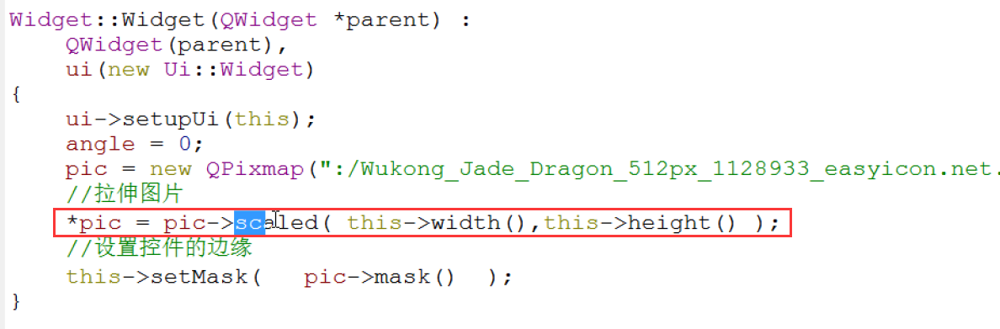 Widget::Widget(QWidget *parent) :
QWidget(parent),
ui(new Ui::Widget)
{
ui->setupUi(this);
angle = 0;
pic = new QPixmap(":/Wukong_Jade_Dragon_512px_1128933_easyicon.net.
//拉伸图片
*pic = pic->scaled( this->width(),this->height() );
//设置控件的边缘
this->setMask(   pic->mask()  );
}